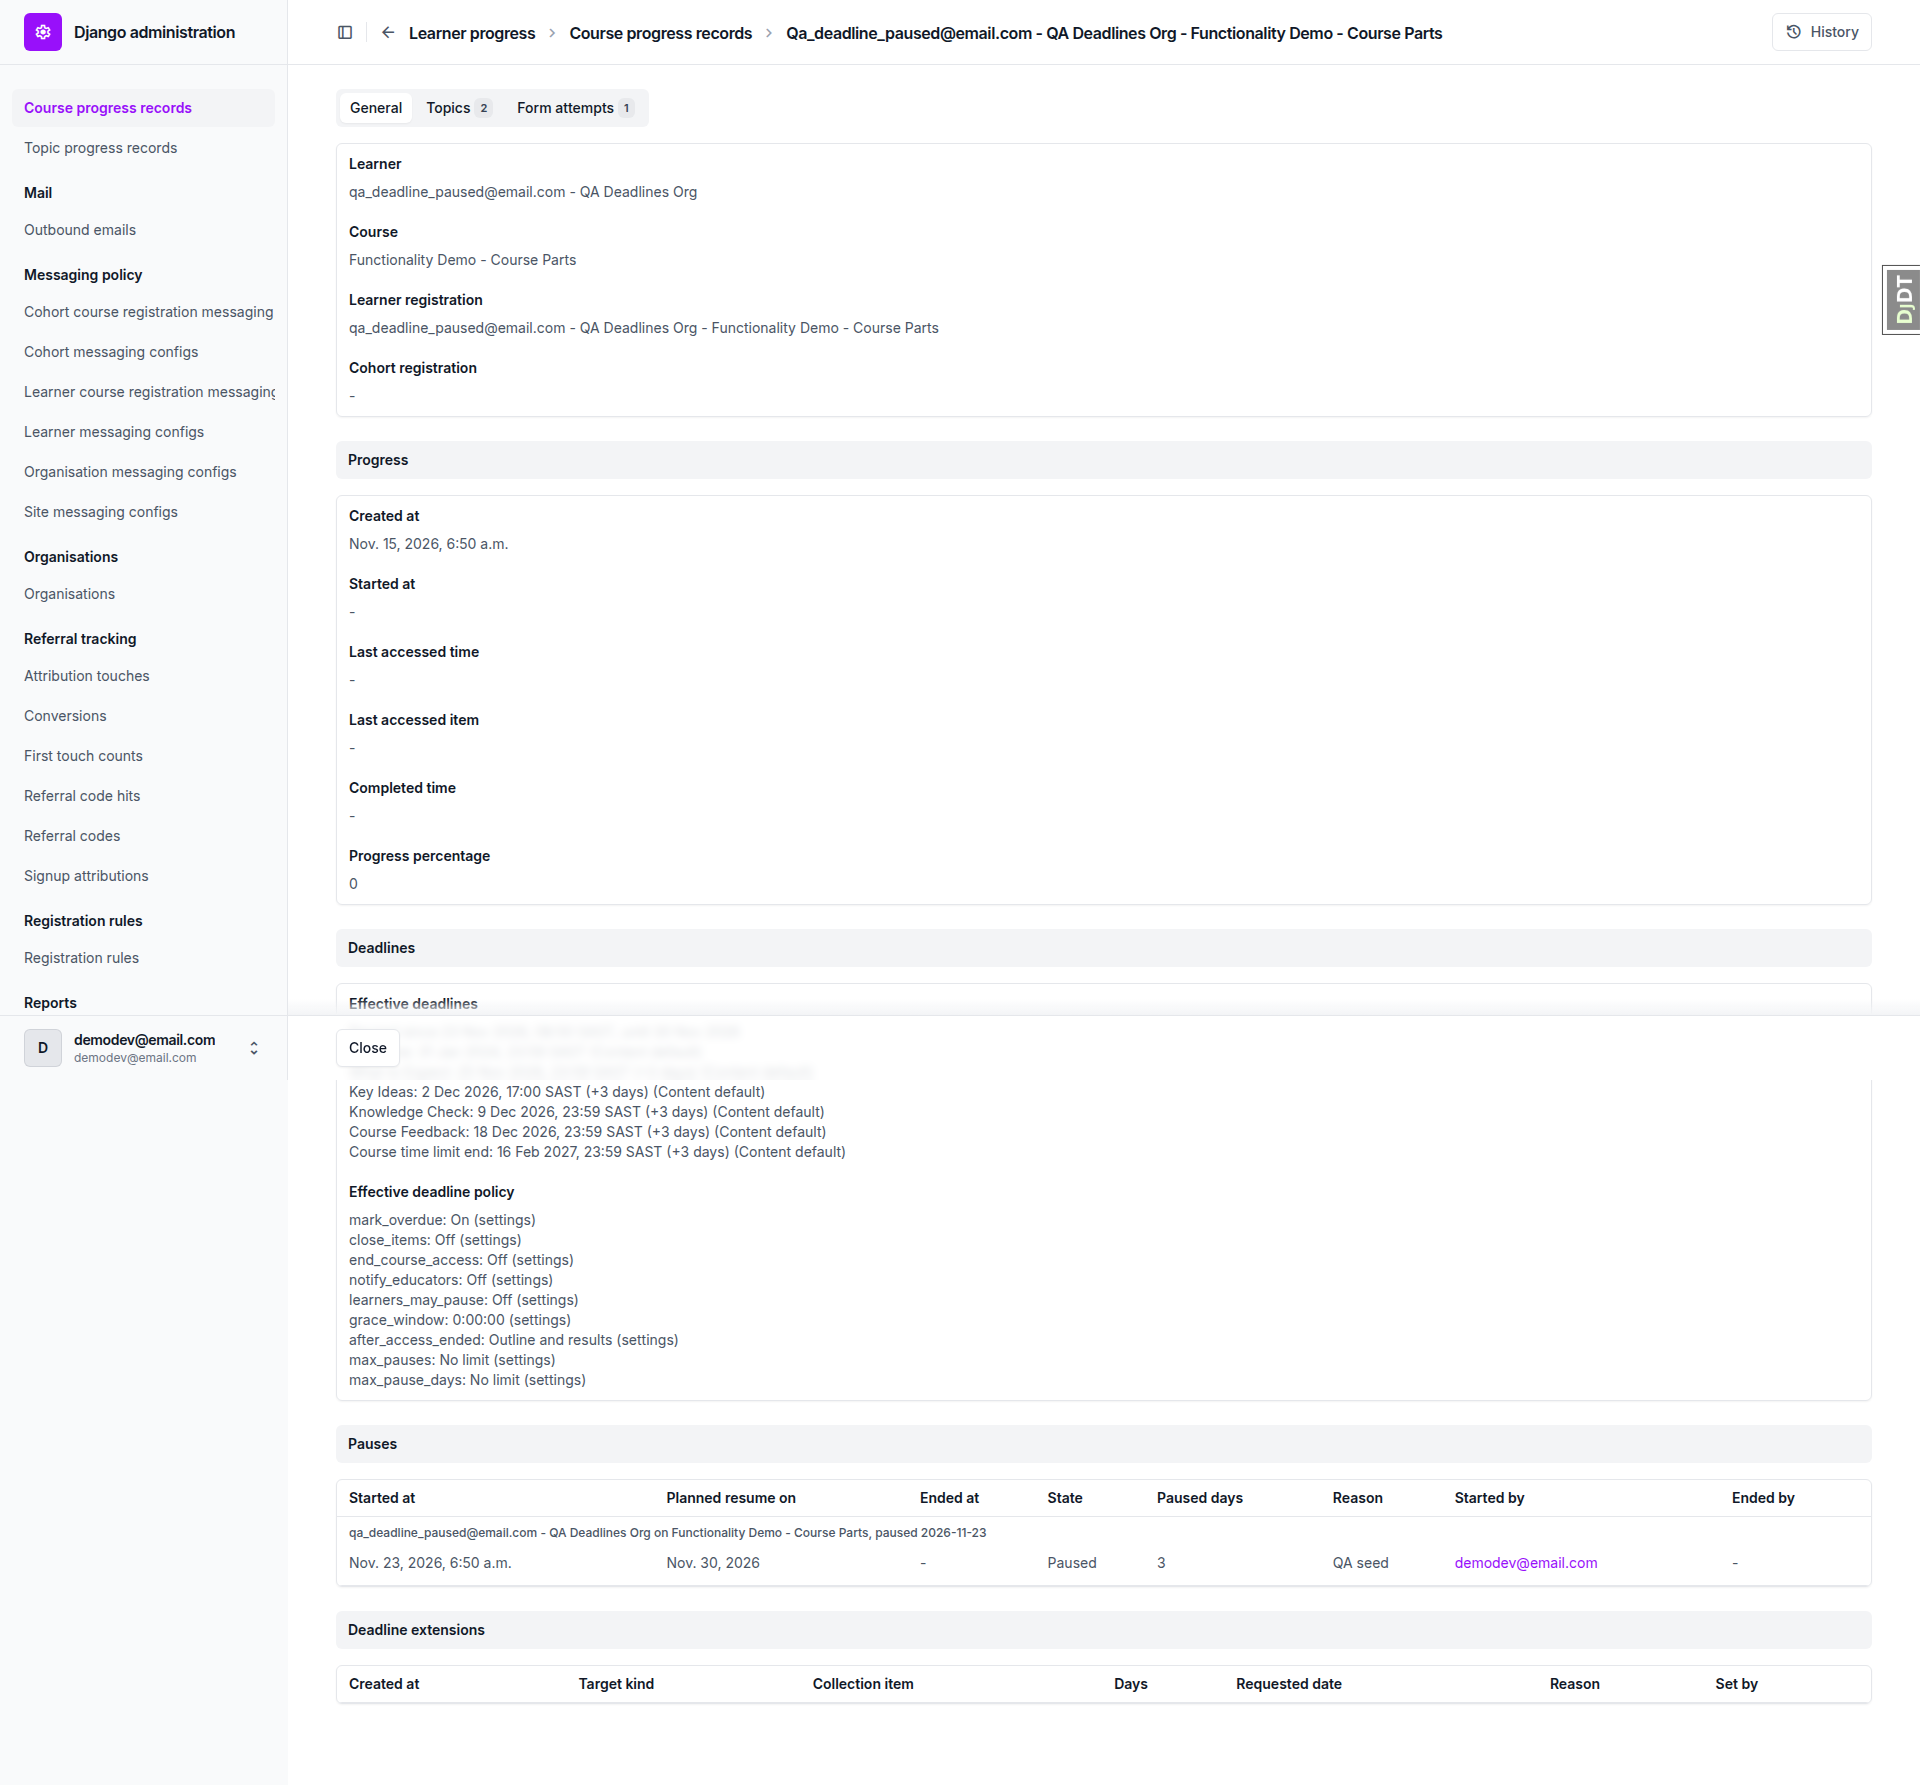 Django administration
Learner progress
Course progress records
Qa_deadline_paused@email.com - QA Deadlines Org - Functionality Demo - Course Parts
History
Course progress records
Topic progress records
Mail
Outbound emails
Messaging policy
Cohort course registration messaging
Cohort messaging configs
Learner course registration messaging
Learner messaging configs
Organisation messaging configs
Site messaging configs
Organisations
Organisations
Referral tracking
Attribution touches
Conversions
First touch counts
Referral code hits
Referral codes
Signup attributions
Registration rules
Registration rules
Reports
D
demodev@email.com
demodev@email.com
General
Topics 2
Form attempts 1
Learner
qa_deadline_paused@email.com - QA Deadlines Org
Course
Functionality Demo - Course Parts
Learner registration
qa_deadline_paused@email.com - QA Deadlines Org - Functionality Demo - Course Parts
Cohort registration
-
DjDT
Progress
Created at
Nov. 15, 2026, 6:50 a.m.
Started at
-
Last accessed time
-
Last accessed item
-
Completed time
-
Progress percentage
0
Deadlines
Effective deadlines
Close
Key Ideas: 2 Dec 2026, 17:00 SAST (+3 days) (Content default)
Knowledge Check: 9 Dec 2026, 23:59 SAST (+3 days) (Content default)
Course Feedback: 18 Dec 2026, 23:59 SAST (+3 days) (Content default)
Course time limit end: 16 Feb 2027, 23:59 SAST (+3 days) (Content default)
Effective deadline policy
mark_overdue: On (settings)
close_items: Off (settings)
end_course_access: Off (settings)
notify_educators: Off (settings)
learners_may_pause: Off (settings)
grace_window: 0:00:00 (settings)
after_access_ended: Outline and results (settings)
max_pauses: No limit (settings)
max_pause_days: No limit (settings)
Pauses
Started at Planned resume on Ended at State Paused days Reason Started by Ended by
qa_deadline_paused@email.com - QA Deadlines Org on Functionality Demo - Course Parts, paused 2026-11-23
Nov. 23, 2026, 6:50 a.m. Nov. 30, 2026 - Paused 3 QA seed demodev@email.com -
Deadline extensions
Created at Target kind Collection item Days Requested date Reason Set by